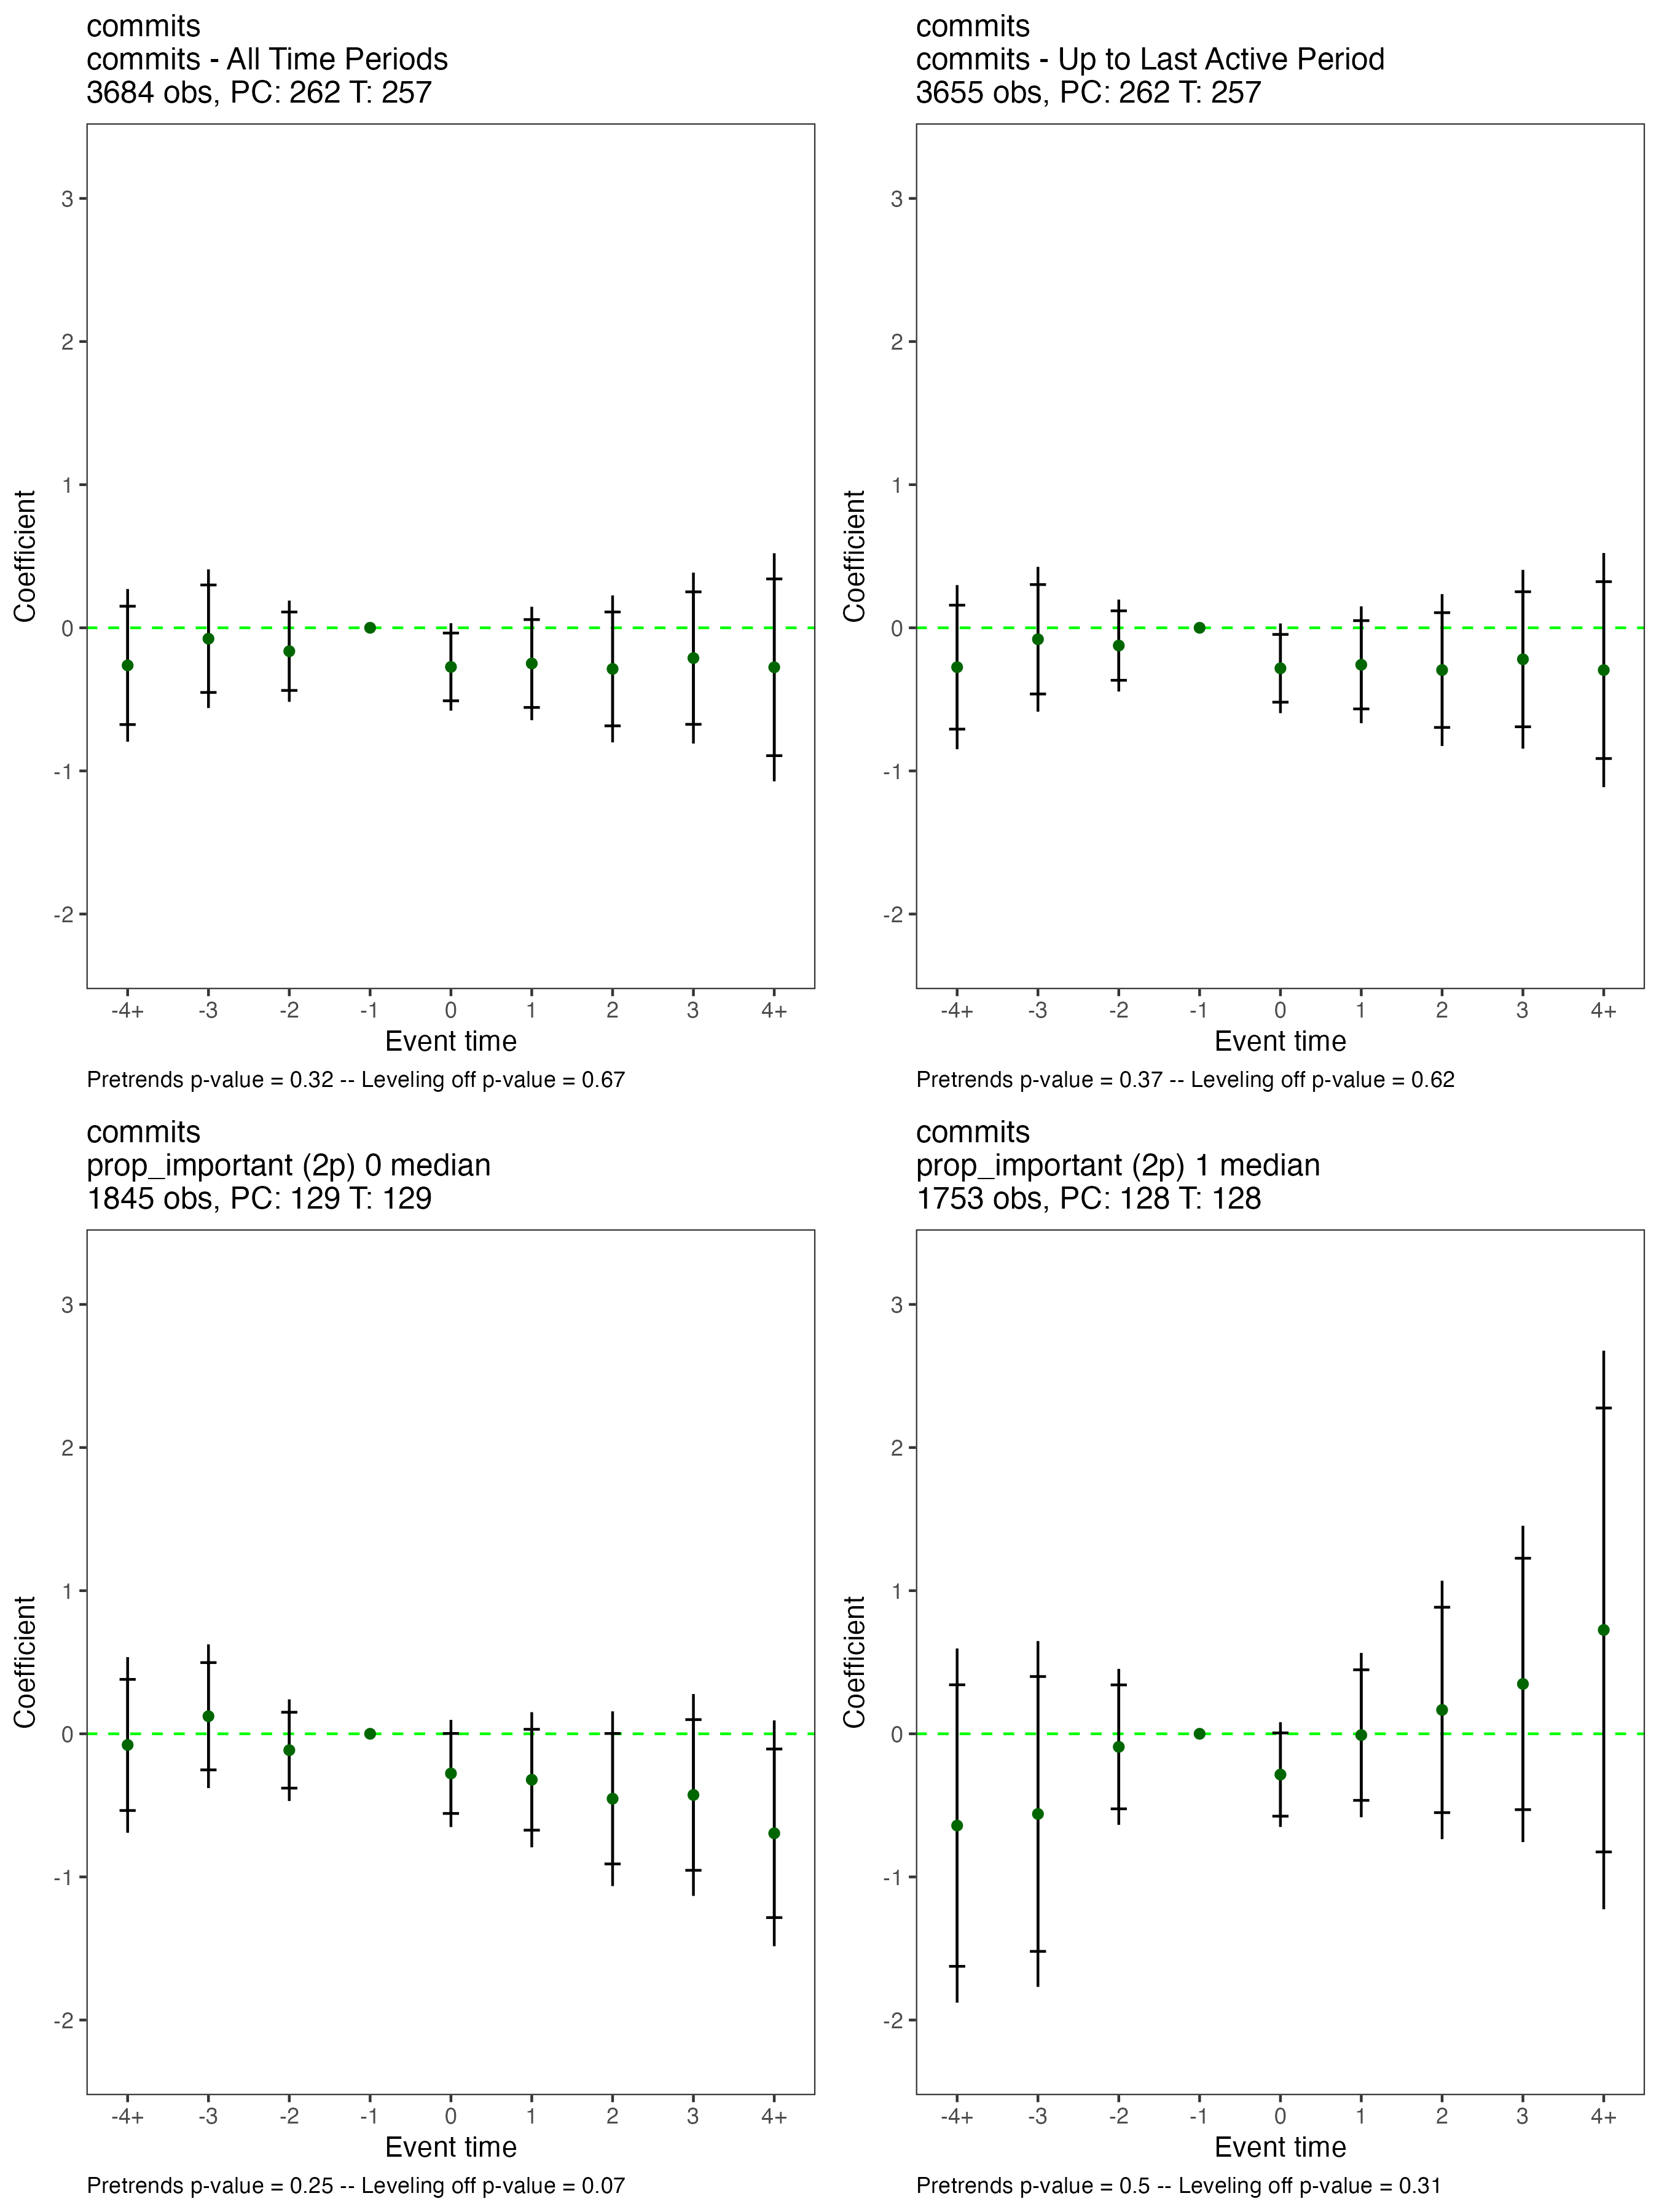 commits
commits - All Time Periods
3684 obs, PC: 262 T: 257
Coefficient
3
2
1
0
-1
-2
-4+ -3 -2 -1 0 1 2 3 4+
Event time
Pretrends p-value = 0.32 -- Leveling off p-value = 0.67
commits
commits - Up to Last Active Period
3655 obs, PC: 262 T: 257
Coefficient
3
2
1
0
-1
-2
-4+ -3 -2 -1 0 1 2 3 4+
Event time
Pretrends p-value = 0.37 -- Leveling off p-value = 0.62
commits
prop_important (2p) 0 median
1845 obs, PC: 129 T: 129
Coefficient
3
2
1
0
-1
-2
-4+ -3 -2 -1 0 1 2 3 4+
Event time
Pretrends p-value = 0.25 -- Leveling off p-value = 0.07
commits
prop_important (2p) 1 median
1753 obs, PC: 128 T: 128
Coefficient
3
2
1
0
-1
-2
-4+ -3 -2 -1 0 1 2 3 4+
Event time
Pretrends p-value = 0.5 -- Leveling off p-value = 0.31